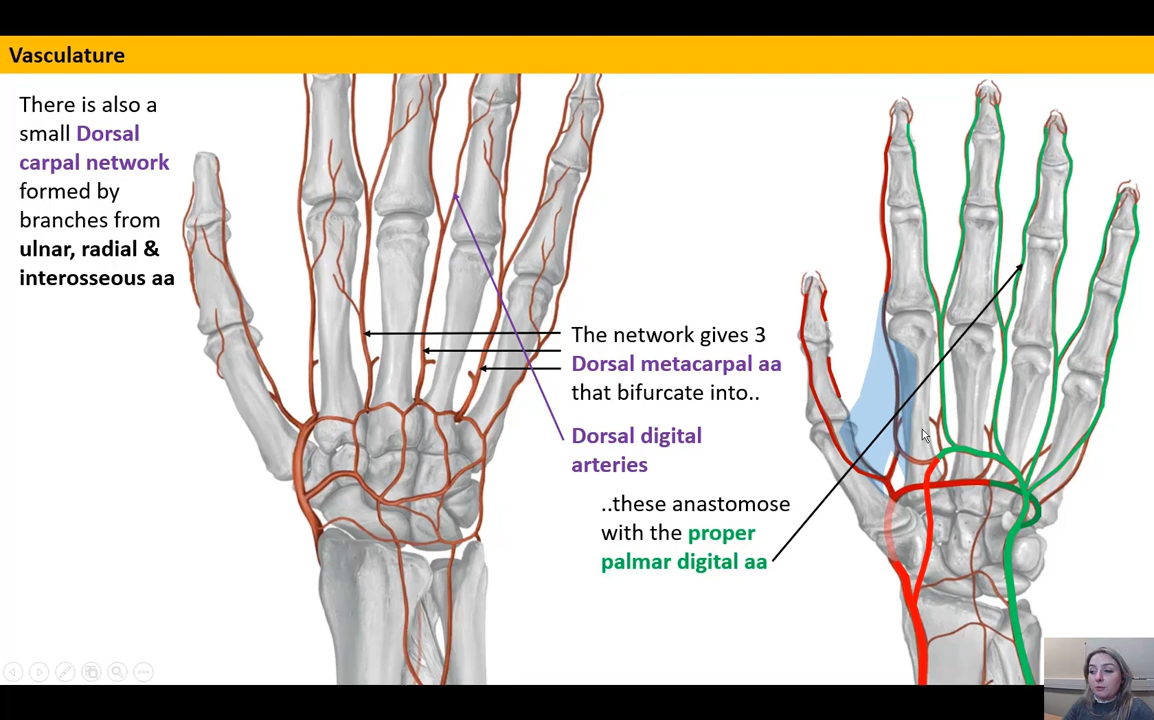 Vasculature
There is also a
small Dorsal
carpal network
formed by
branches from
ulnar, radial &
interosseous aa
The network gives 3
Dorsal metacarpal aa
that bifurcate into..
Dorsal digital
arteries
..these anastomose
with the proper
palmar digital aa